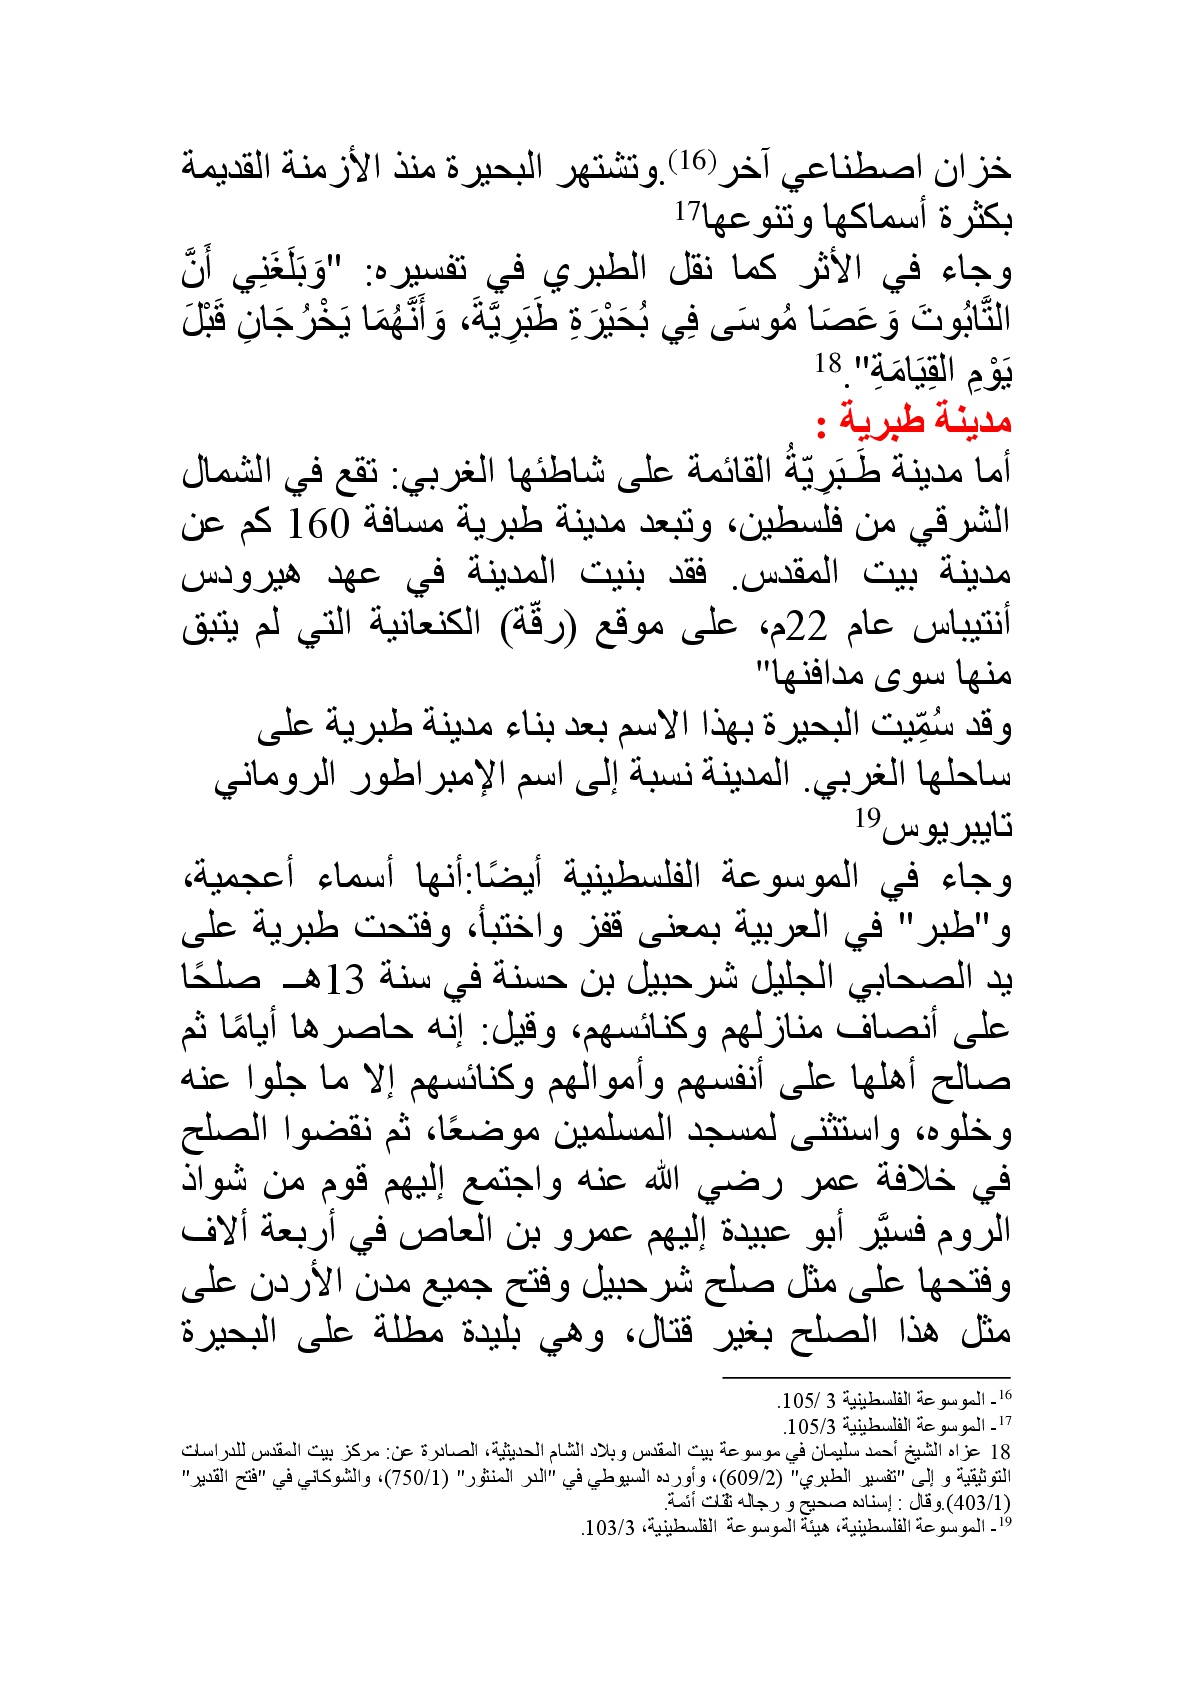 خزان اصطناعي آخر(16).وتشتهر البحيرة منذ الأزمنة القديمة
بكثرة أسماكها وتنوعها17
وجاء في الأثر كما نقل الطبري في تفسيره: "وَبَلَغَنِي أَنَّ
التَّابُوتَ وَعَصَا مُوسَى فِي بُحَيْرَةِ طَبَرِيَّةَ، وَأَنَّهُمَا يَخْرُجَانِ قَبْلَ
يَوْمِ القِيَامَةِ".18
مدينة طبرية :
أما مدينة طَـبَرِيّةُ القائمة على شاطئها الغربي: تقع في الشمال
الشرقي من فلسطين، وتبعد مدينة طبرية مسافة 160 كم عن
مدينة بيت المقدس. فقد بنيت المدينة في عهد هيرودس
أنتيباس عام 22م، على موقع (رقّة) الكنعانية التي لم يتبق
منها سوى مدافنها"
وقد سُمِّيت البحيرة بهذا الاسم بعد بناء مدينة طبرية على
ساحلها الغربي. المدينة نسبة إلى اسم الإمبراطور الروماني
تايبريوس19
وجاء في الموسوعة الفلسطينية أيضًا:أنها أسماء أعجمية،
و"طبر" في العربية بمعنى قفز واختبأ، وفتحت طبرية على
يد الصحابي الجليل شرحبيل بن حسنة في سنة 13هـ صلحًا
على أنصاف منازلهم وكنائسهم، وقيل: إنه حاصرها أيامًا ثم
صالح أهلها على أنفسهم وأموالهم وكنائسهم إلا ما جلوا عنه
وخلوه، واستثنى لمسجد المسلمين موضعًا، ثم نقضوا الصلح
في خلافة عمر رضي الله عنه واجتمع إليهم قوم من شواذ
الروم فسيَّر أبو عبيدة إليهم عمرو بن العاص في أربعة ألاف
وفتحها على مثل صلح شرحبيل وفتح جميع مدن الأردن على
مثل هذا الصلح بغير قتال، وهي بليدة مطلة على البحيرة
16- الموسوعة الفلسطينية 3 /105.
17- الموسوعة الفلسطينية 105/3.
18 عزاه الشيخ أحمد سليمان في موسوعة بيت المقدس وبلاد الشام الحديثية، الصادرة عن: مركز بيت المقدس للدراسات
التوثيقية و إلى "تفسير الطبري" (609/2)، وأورده السيوطي في "الدر المنثور" (750/1)، والشوكاني في "فتح القدير"
(403/1).وقال : إسناده صحيح و رجاله ثقات أئمة.
19- الموسوعة الفلسطينية، هيئة الموسوعة الفلسطينية، 103/3.